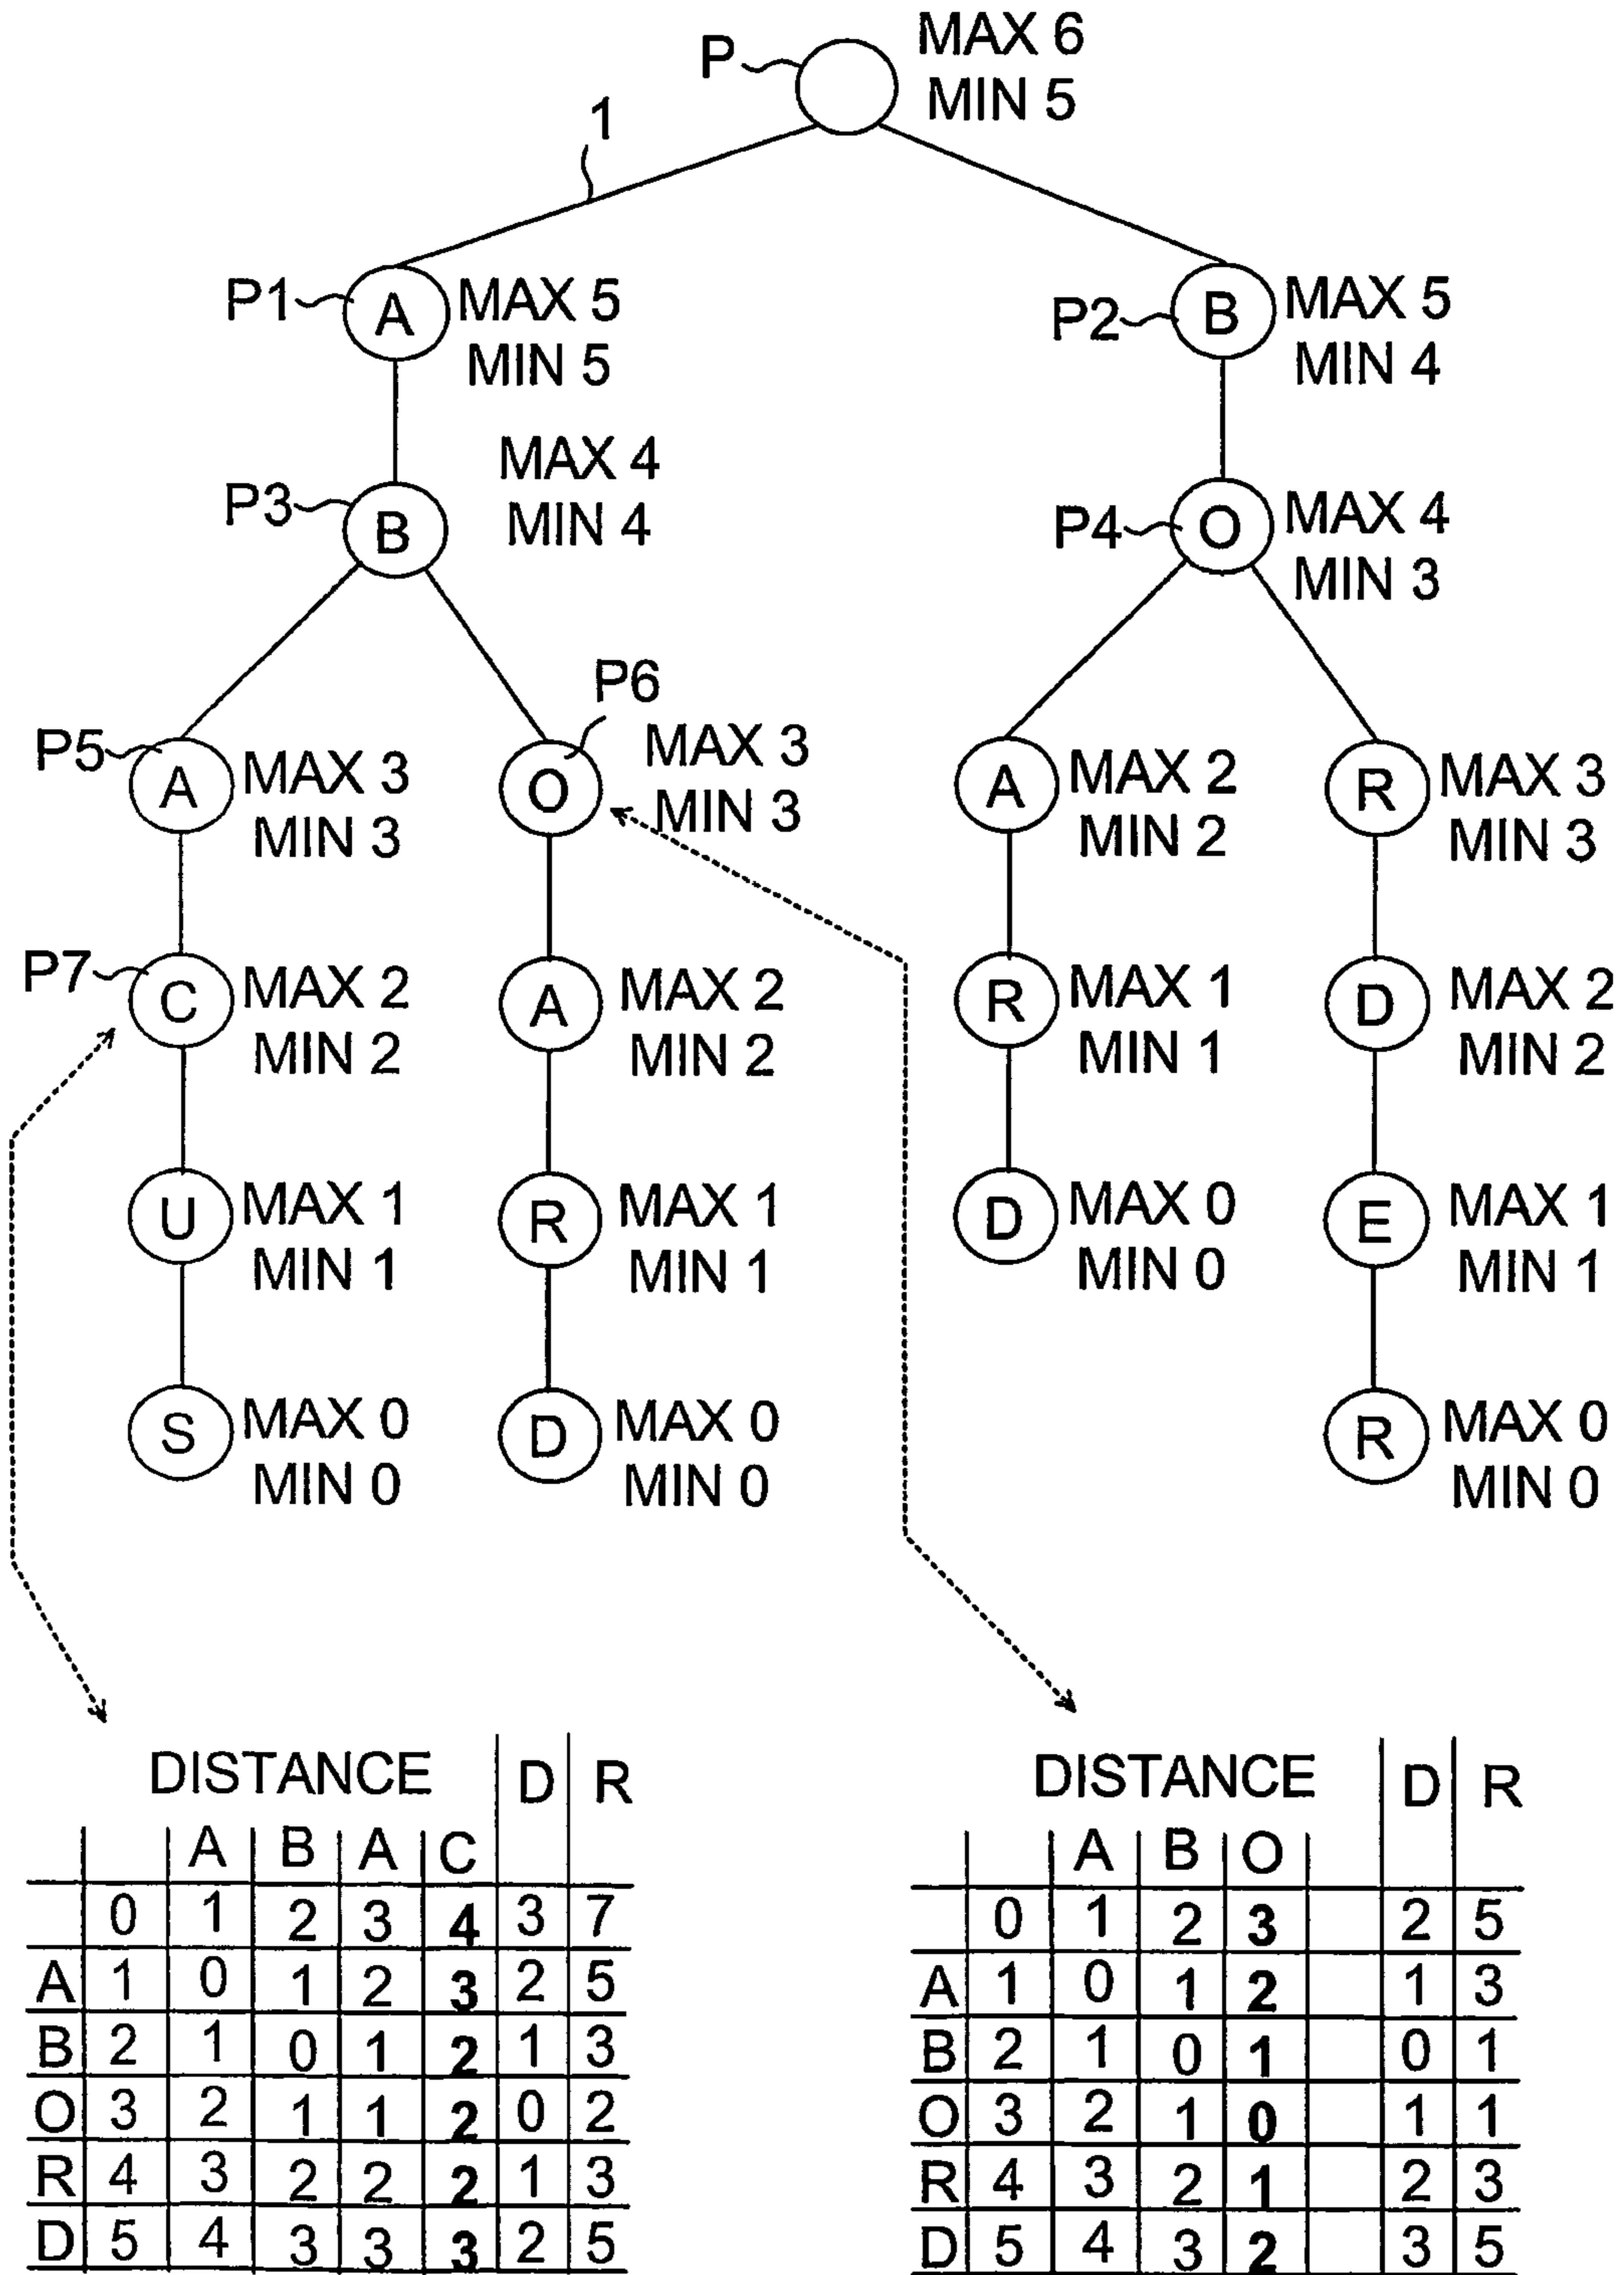 P
MAX 6
MIN 5
1
P1
A
MAX 5
MIN 5
P2
B
MAX 5
MIN 4
P3
B
MAX 4
MIN 4
P4
O
MAX 4
MIN 3
P5
A
MAX 3
MIN 3
P6
O
MAX 3
MIN 3
A
MAX 2
MIN 2
R
MAX 3
MIN 3
P7
C
MAX 2
MIN 2
A
MAX 2
MIN 2
R
MAX 1
MIN 1
D
MAX 2
MIN 2
U
MAX 1
MIN 1
R
MAX 1
MIN 1
D
MAX 0
MIN 0
E
MAX 1
MIN 1
S
MAX 0
MIN 0
D
MAX 0
MIN 0
R
MAX 0
MIN 0
DISTANCE D R
A B A C
0 1 2 3 4 3 7
A 1 0 1 2 3 2 5
B 2 1 0 1 2 1 3
O 3 2 1 1 2 0 2
R 4 3 2 2 2 1 3
D 5 4 3 3 3 2 5
DISTANCE D R
A B O
0 1 2 3 2 5
A 1 0 1 2 1 3
B 2 1 0 1 0 1
O 3 2 1 0 1 1
R 4 3 2 1 2 3
D 5 4 3 2 3 5